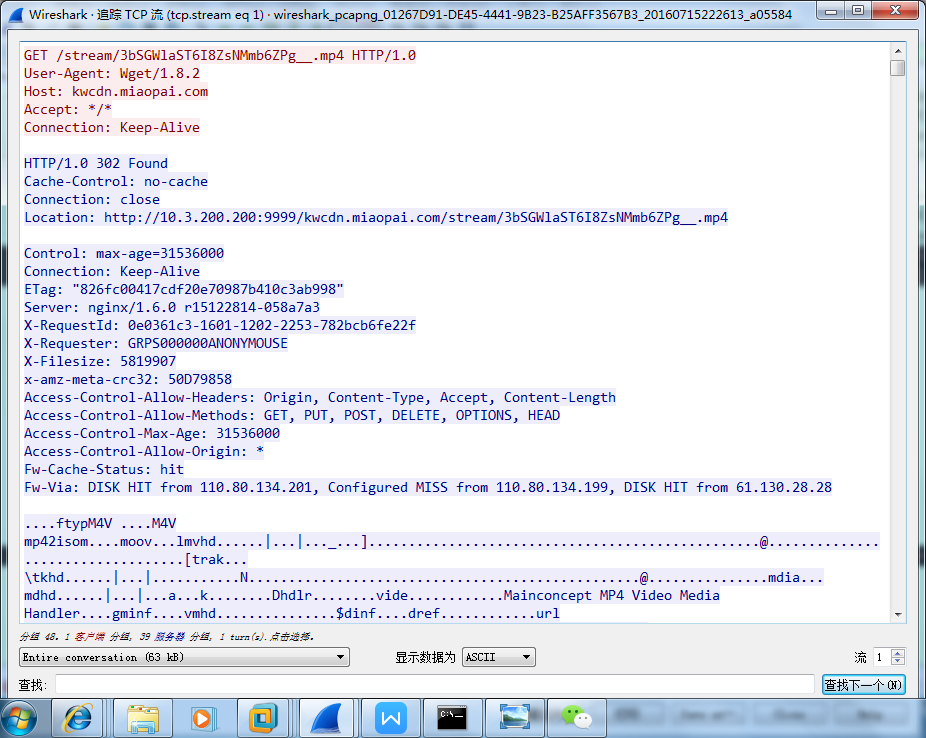 Wireshark · 追踪 TCP 流 (tcp.stream eq 1) · wireshark_pcapng_01267D91-DE45-4441-9B23-B25AFF3567B3_20160715222613_a05584
GET /stream/3bSGWlaST6I8ZsNMmb6ZPg__.mp4 HTTP/1.0
User-Agent: Wget/1.8.2
Host: kwcdn.miaopai.com
Accept: */*
Connection: Keep-Alive
HTTP/1.0 302 Found
Cache-Control: no-cache
Connection: close
Location: http://10.3.200.200:9999/kwcdn.miaopai.com/stream/3bSGWlaST6I8ZsNMmb6ZPg__.mp4
Control: max-age=31536000
Connection: Keep-Alive
ETag: "826fc00417cdf20e70987b410c3ab998"
Server: nginx/1.6.0 r15122814-058a7a3
X-RequestId: 0e0361c3-1601-1202-2253-782bcb6fe22f
X-Requester: GRPS000000ANONYMOUSE
X-Filesize: 5819907
x-amz-meta-crc32: 50D79858
Access-Control-Allow-Headers: Origin, Content-Type, Accept, Content-Length
Access-Control-Allow-Methods: GET, PUT, POST, DELETE, OPTIONS, HEAD
Access-Control-Max-Age: 31536000
Access-Control-Allow-Origin: *
Fw-Cache-Status: hit
Fw-Via: DISK HIT from 110.80.134.201, Configured MISS from 110.80.134.199, DISK HIT from 61.130.28.28
....ftypM4V ....M4V
mp42isom....moov...lmvhd......|...|..._...].................................................@..............
....................[trak...
\tkhd......|...|...........N.................................................@...............mdia...
mdhd......|...|...a...k........Dhdlr........vide............Mainconcept MP4 Video Media
Handler....gminf....vmhd...............$dinf....dref............url
分组 48. 1 客户端 分组, 39 服务器 分组, 1 turn(s).点击选择.
Entire conversation (63 kB)
显示数据为 ASCII
流 1
查找:
查找下一个(N)